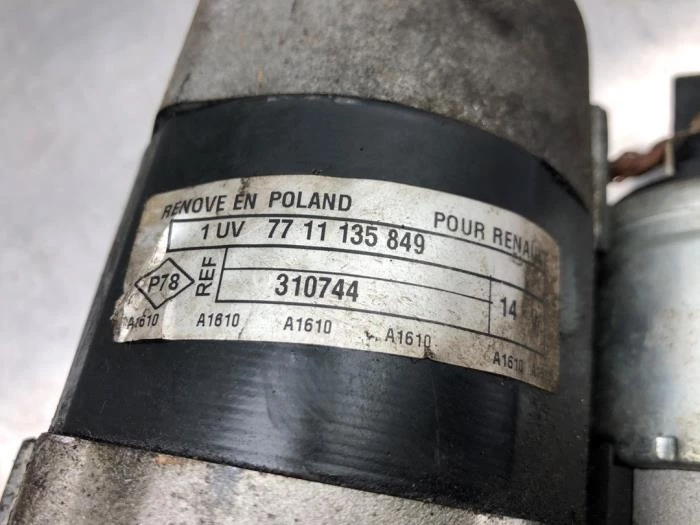 RENOVE EN POLAND POUR RENAULT
1 UV 77 11 135 849
P78 REF 310744 14
A1610 A1610 A1610 A1610 A1610